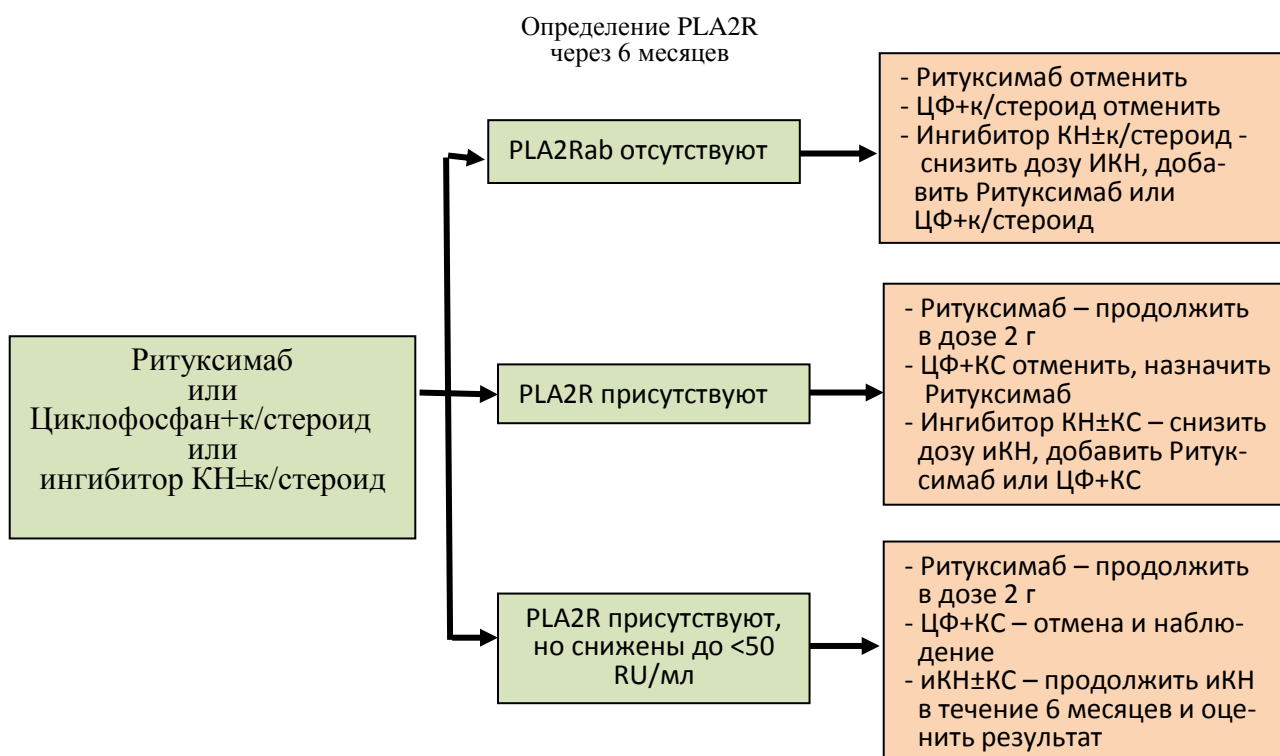 Определение PLA2R
через 6 месяцев
Ритуксимаб
или
Циклофосфан+к/стероид
или
ингибитор КН±к/стероид
PLA2Rab отсутствуют
- Ритуксимаб отменить
- ЦФ+к/стероид отменить
- Ингибитор КН±к/стероид -
снизить дозу ИКН, доба-
вить Ритуксимаб или
ЦФ+к/стероид
PLA2R присутствуют
- Ритуксимаб – продолжить
в дозе 2 г
- ЦФ+КС отменить, назначить
Ритуксимаб
- Ингибитор КН±КС – снизить
дозу иКН, добавить Ритук-
симаб или ЦФ+КС
PLA2R присутствуют,
но снижены до <50
RU/мл
- Ритуксимаб – продолжить
в дозе 2 г
- ЦФ+КС – отмена и наблю-
дение
- иКН±КС – продолжить иКН
в течение 6 месяцев и оце-
нить результат